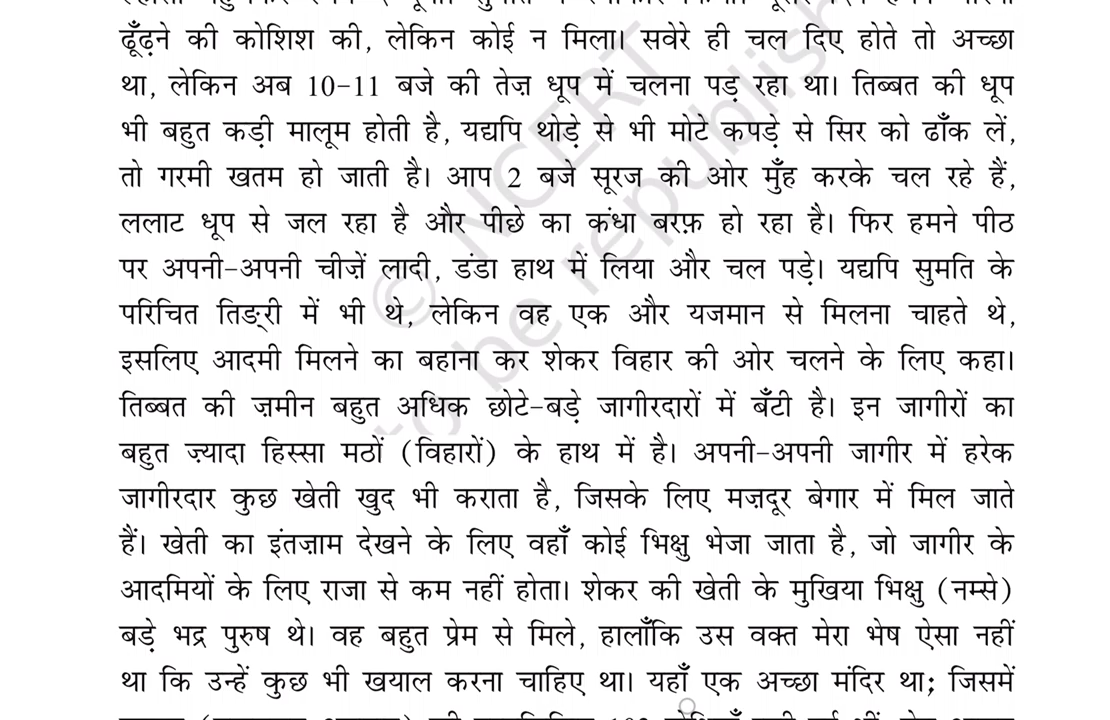 ढूँढ़ने की कोशिश की, लेकिन कोई न मिला। सवेरे ही चल दिए होते तो अच्छा
था, लेकिन अब 10-11 बजे की तेज़ धूप में चलना पड़ रहा था। तिब्बत की धूप
भी बहुत कड़ी मालूम होती है, यद्यपि थोड़े से भी मोटे कपड़े से सिर को ढाँक लें,
तो गरमी खतम हो जाती है। आप 2 बजे सूरज की ओर मुँह करके चल रहे हैं,
ललाट धूप से जल रहा है और पीछे का कंधा बरफ़ हो रहा है। फिर हमने पीठ
पर अपनी-अपनी चीज़ें लादी, डंडा हाथ में लिया और चल पड़े। यद्यपि सुमति के
परिचित तिङ्री में भी थे, लेकिन वह एक और यजमान से मिलना चाहते थे,
इसलिए आदमी मिलने का बहाना कर शेकर विहार की ओर चलने के लिए कहा।
तिब्बत की ज़मीन बहुत अधिक छोटे-बड़े जागीरदारों में बँटी है। इन जागीरों का
बहुत ज़्यादा हिस्सा मठों (विहारों) के हाथ में है। अपनी-अपनी जागीर में हरेक
जागीरदार कुछ खेती खुद भी कराता है, जिसके लिए मज़दूर बेगार में मिल जाते
हैं। खेती का इंतज़ाम देखने के लिए वहाँ कोई भिक्षु भेजा जाता है, जो जागीर के
आदमियों के लिए राजा से कम नहीं होता। शेकर की खेती के मुखिया भिक्षु (नम्से)
बड़े भद्र पुरुष थे। वह बहुत प्रेम से मिले, हालाँकि उस वक्त मेरा भेष ऐसा नहीं
था कि उन्हें कुछ भी खयाल करना चाहिए था। यहाँ एक अच्छा मंदिर था; जिसमें
© NCERT
be republish